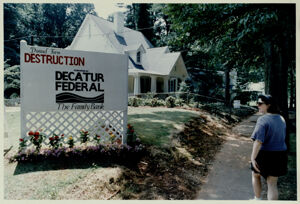 DESTRUCTION
DECATUR
FEDERAL
The Family Bank